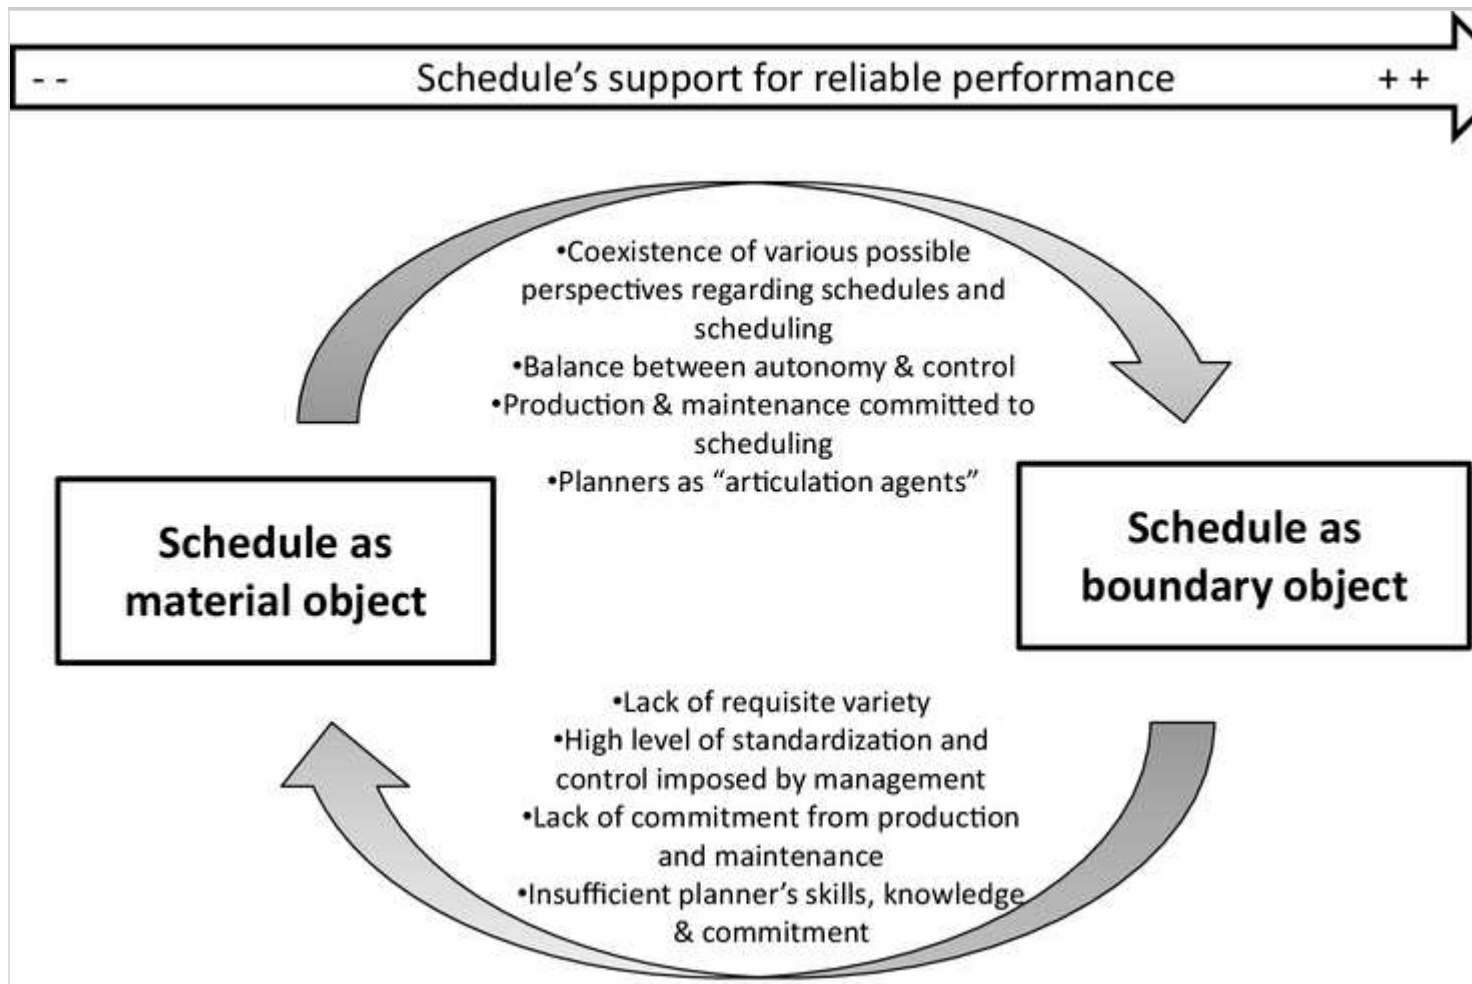 - - Schedule’s support for reliable performance + +
•Coexistence of various possible
perspectives regarding schedules and
scheduling
•Balance between autonomy & control
•Production & maintenance committed to
scheduling
•Planners as “articulation agents”
Schedule as
material object
Schedule as
boundary object
•Lack of requisite variety
•High level of standardization and
control imposed by management
•Lack of commitment from production
and maintenance
•Insufficient planner’s skills, knowledge
& commitment